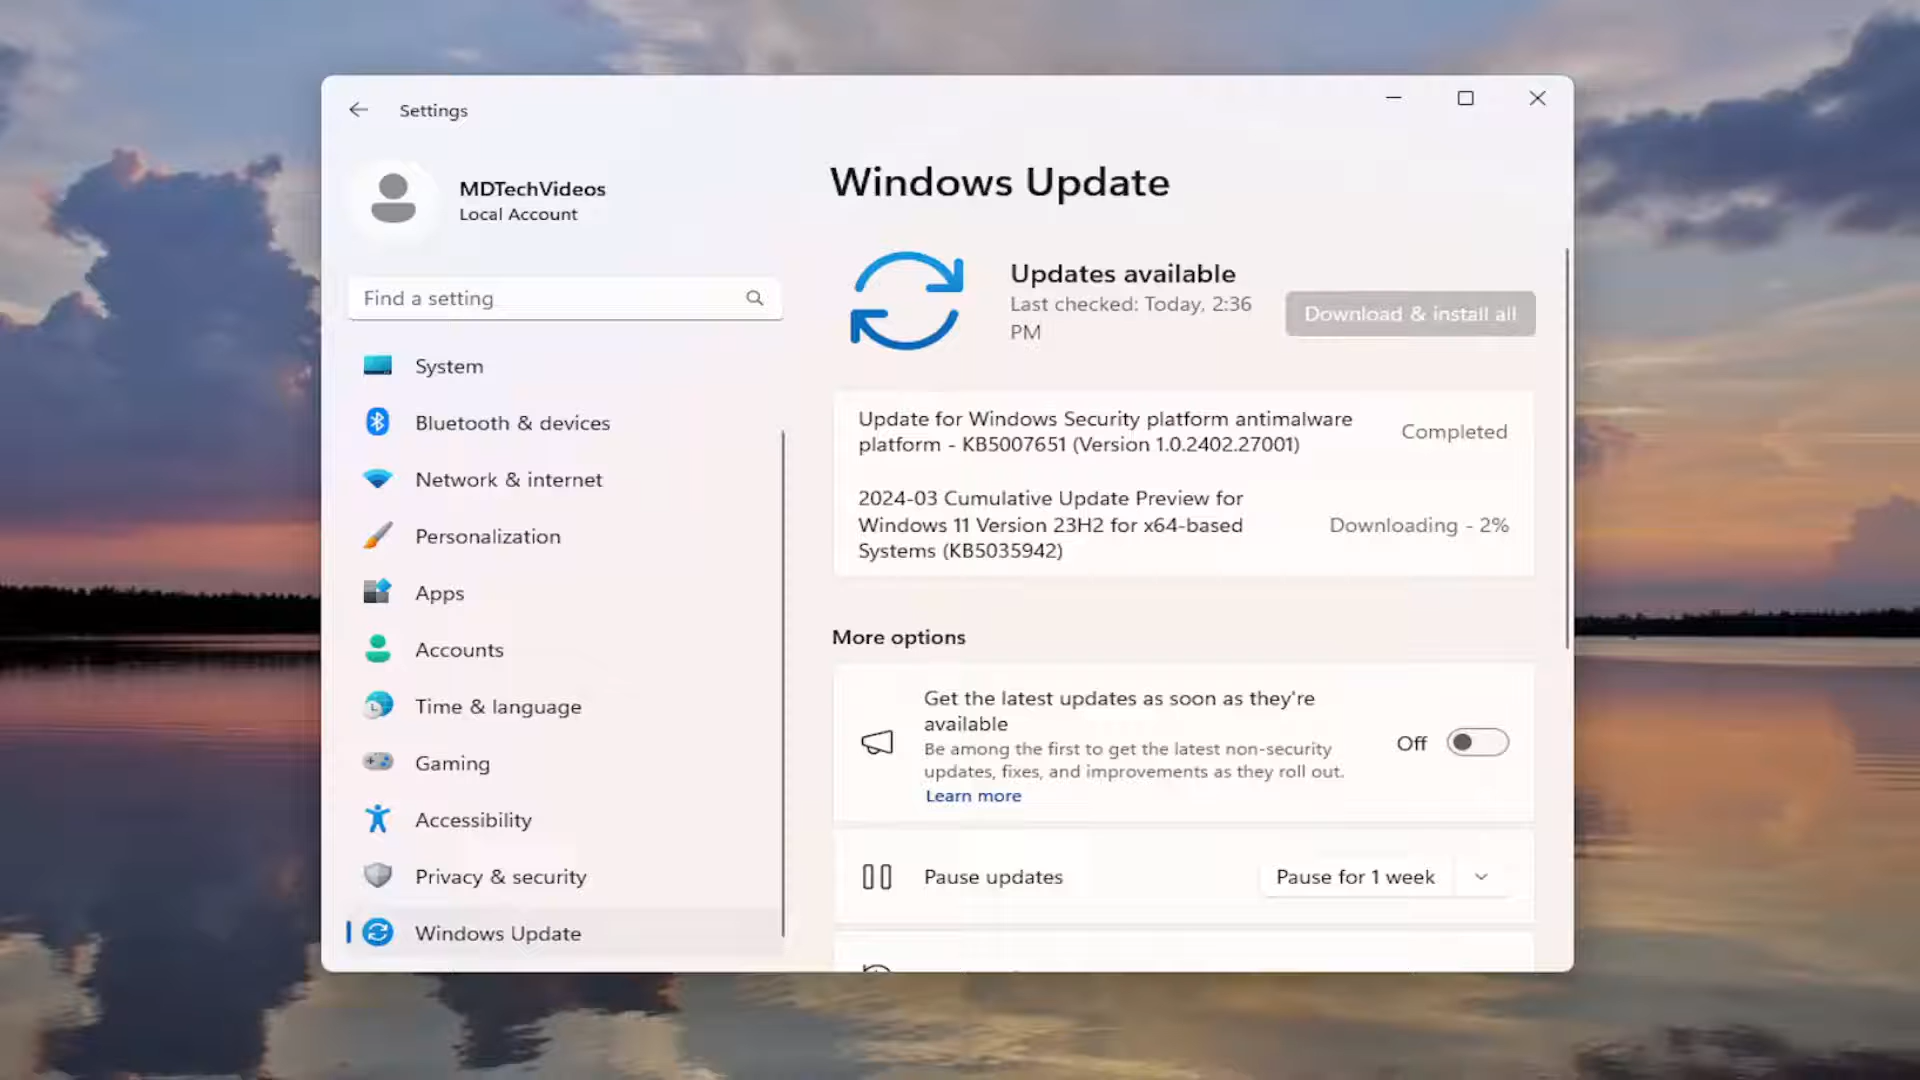 Settings
MDTechVideos
Local Account
Find a setting
System
Bluetooth & devices
Network & internet
Personalization
Apps
Accounts
Time & language
Gaming
Accessibility
Privacy & security
Windows Update
Windows Update
Updates available
Last checked: Today, 2:36
PM
Download & install all
Update for Windows Security platform antimalware
platform - KB5007651 (Version 1.0.2402.27001)
Completed
2024-03 Cumulative Update Preview for
Windows 11 Version 23H2 for x64-based
Systems (KB5035942)
Downloading - 2%
More options
Get the latest updates as soon as they're
available
Be among the first to get the latest non-security
updates, fixes, and improvements as they roll out.
Learn more
Off
Pause updates
Pause for 1 week